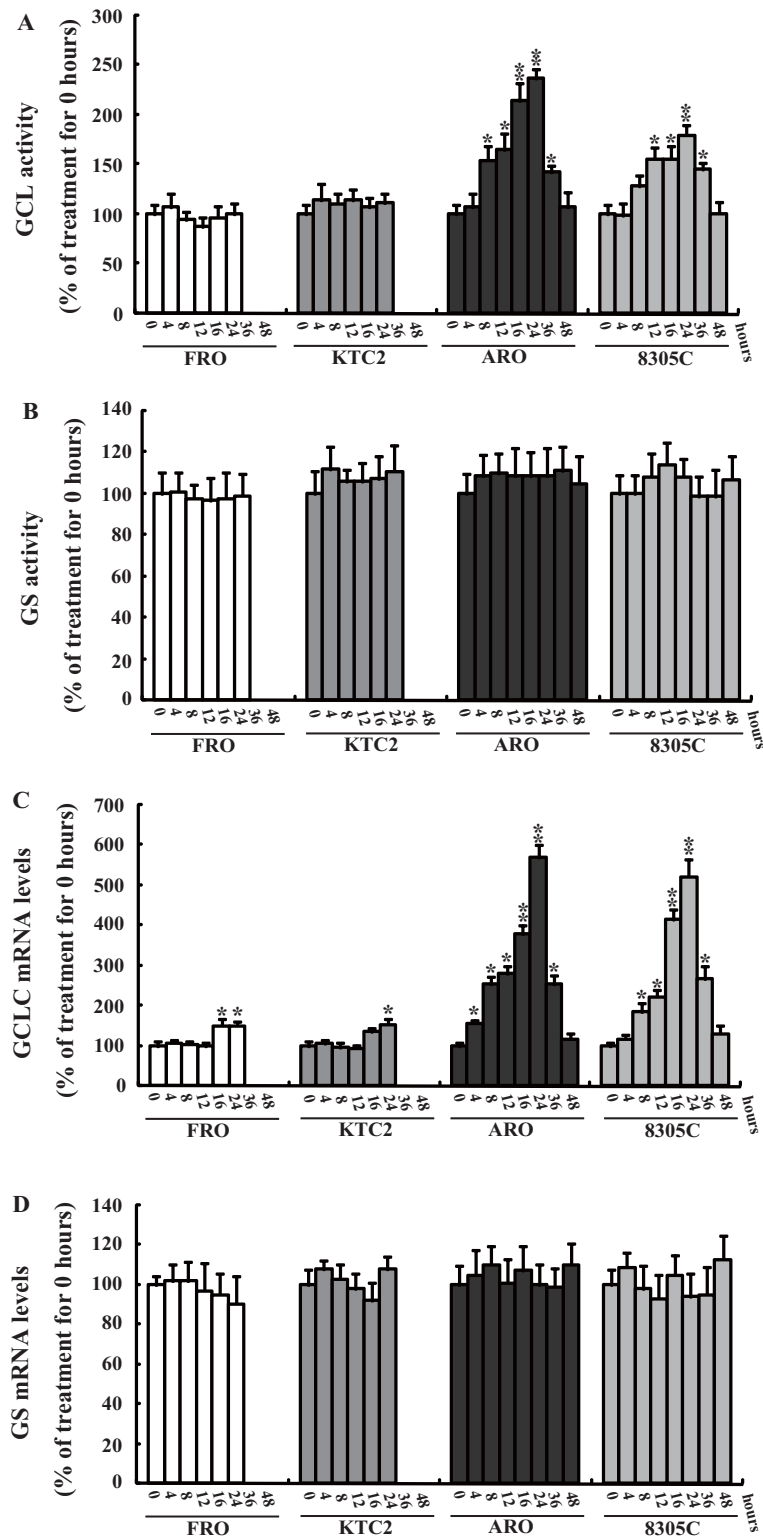 A
GCL activity
(% of treatment for 0 hours)
300
250
200
150
100
50
0
* * ** ** *
* * ** *
0 4 8 12 16 24 36 48
0 4 8 12 16 24 36 48
0 4 8 12 16 24 36 48
0 4 8 12 16 24 36 48
hours
FRO KTC2 ARO 8305C
B
GS activity
(% of treatment for 0 hours)
140
120
100
80
60
40
20
0
0 4 8 12 16 24 36 48
0 4 8 12 16 24 36 48
0 4 8 12 16 24 36 48
0 4 8 12 16 24 36 48
hours
FRO KTC2 ARO 8305C
C
GCLC mRNA levels
(% of treatment for 0 hours)
700
600
500
400
300
200
100
0
* *
*
* * * ** ** *
* * ** ** *
0 4 8 12 16 24 36 48
0 4 8 12 16 24 36 48
0 4 8 12 16 24 36 48
0 4 8 12 16 24 36 48
hours
FRO KTC2 ARO 8305C
D
GS mRNA levels
(% of treatment for 0 hours)
140
120
100
80
60
40
20
0
0 4 8 12 16 24 36 48
0 4 8 12 16 24 36 48
0 4 8 12 16 24 36 48
0 4 8 12 16 24 36 48
hours
FRO KTC2 ARO 8305C